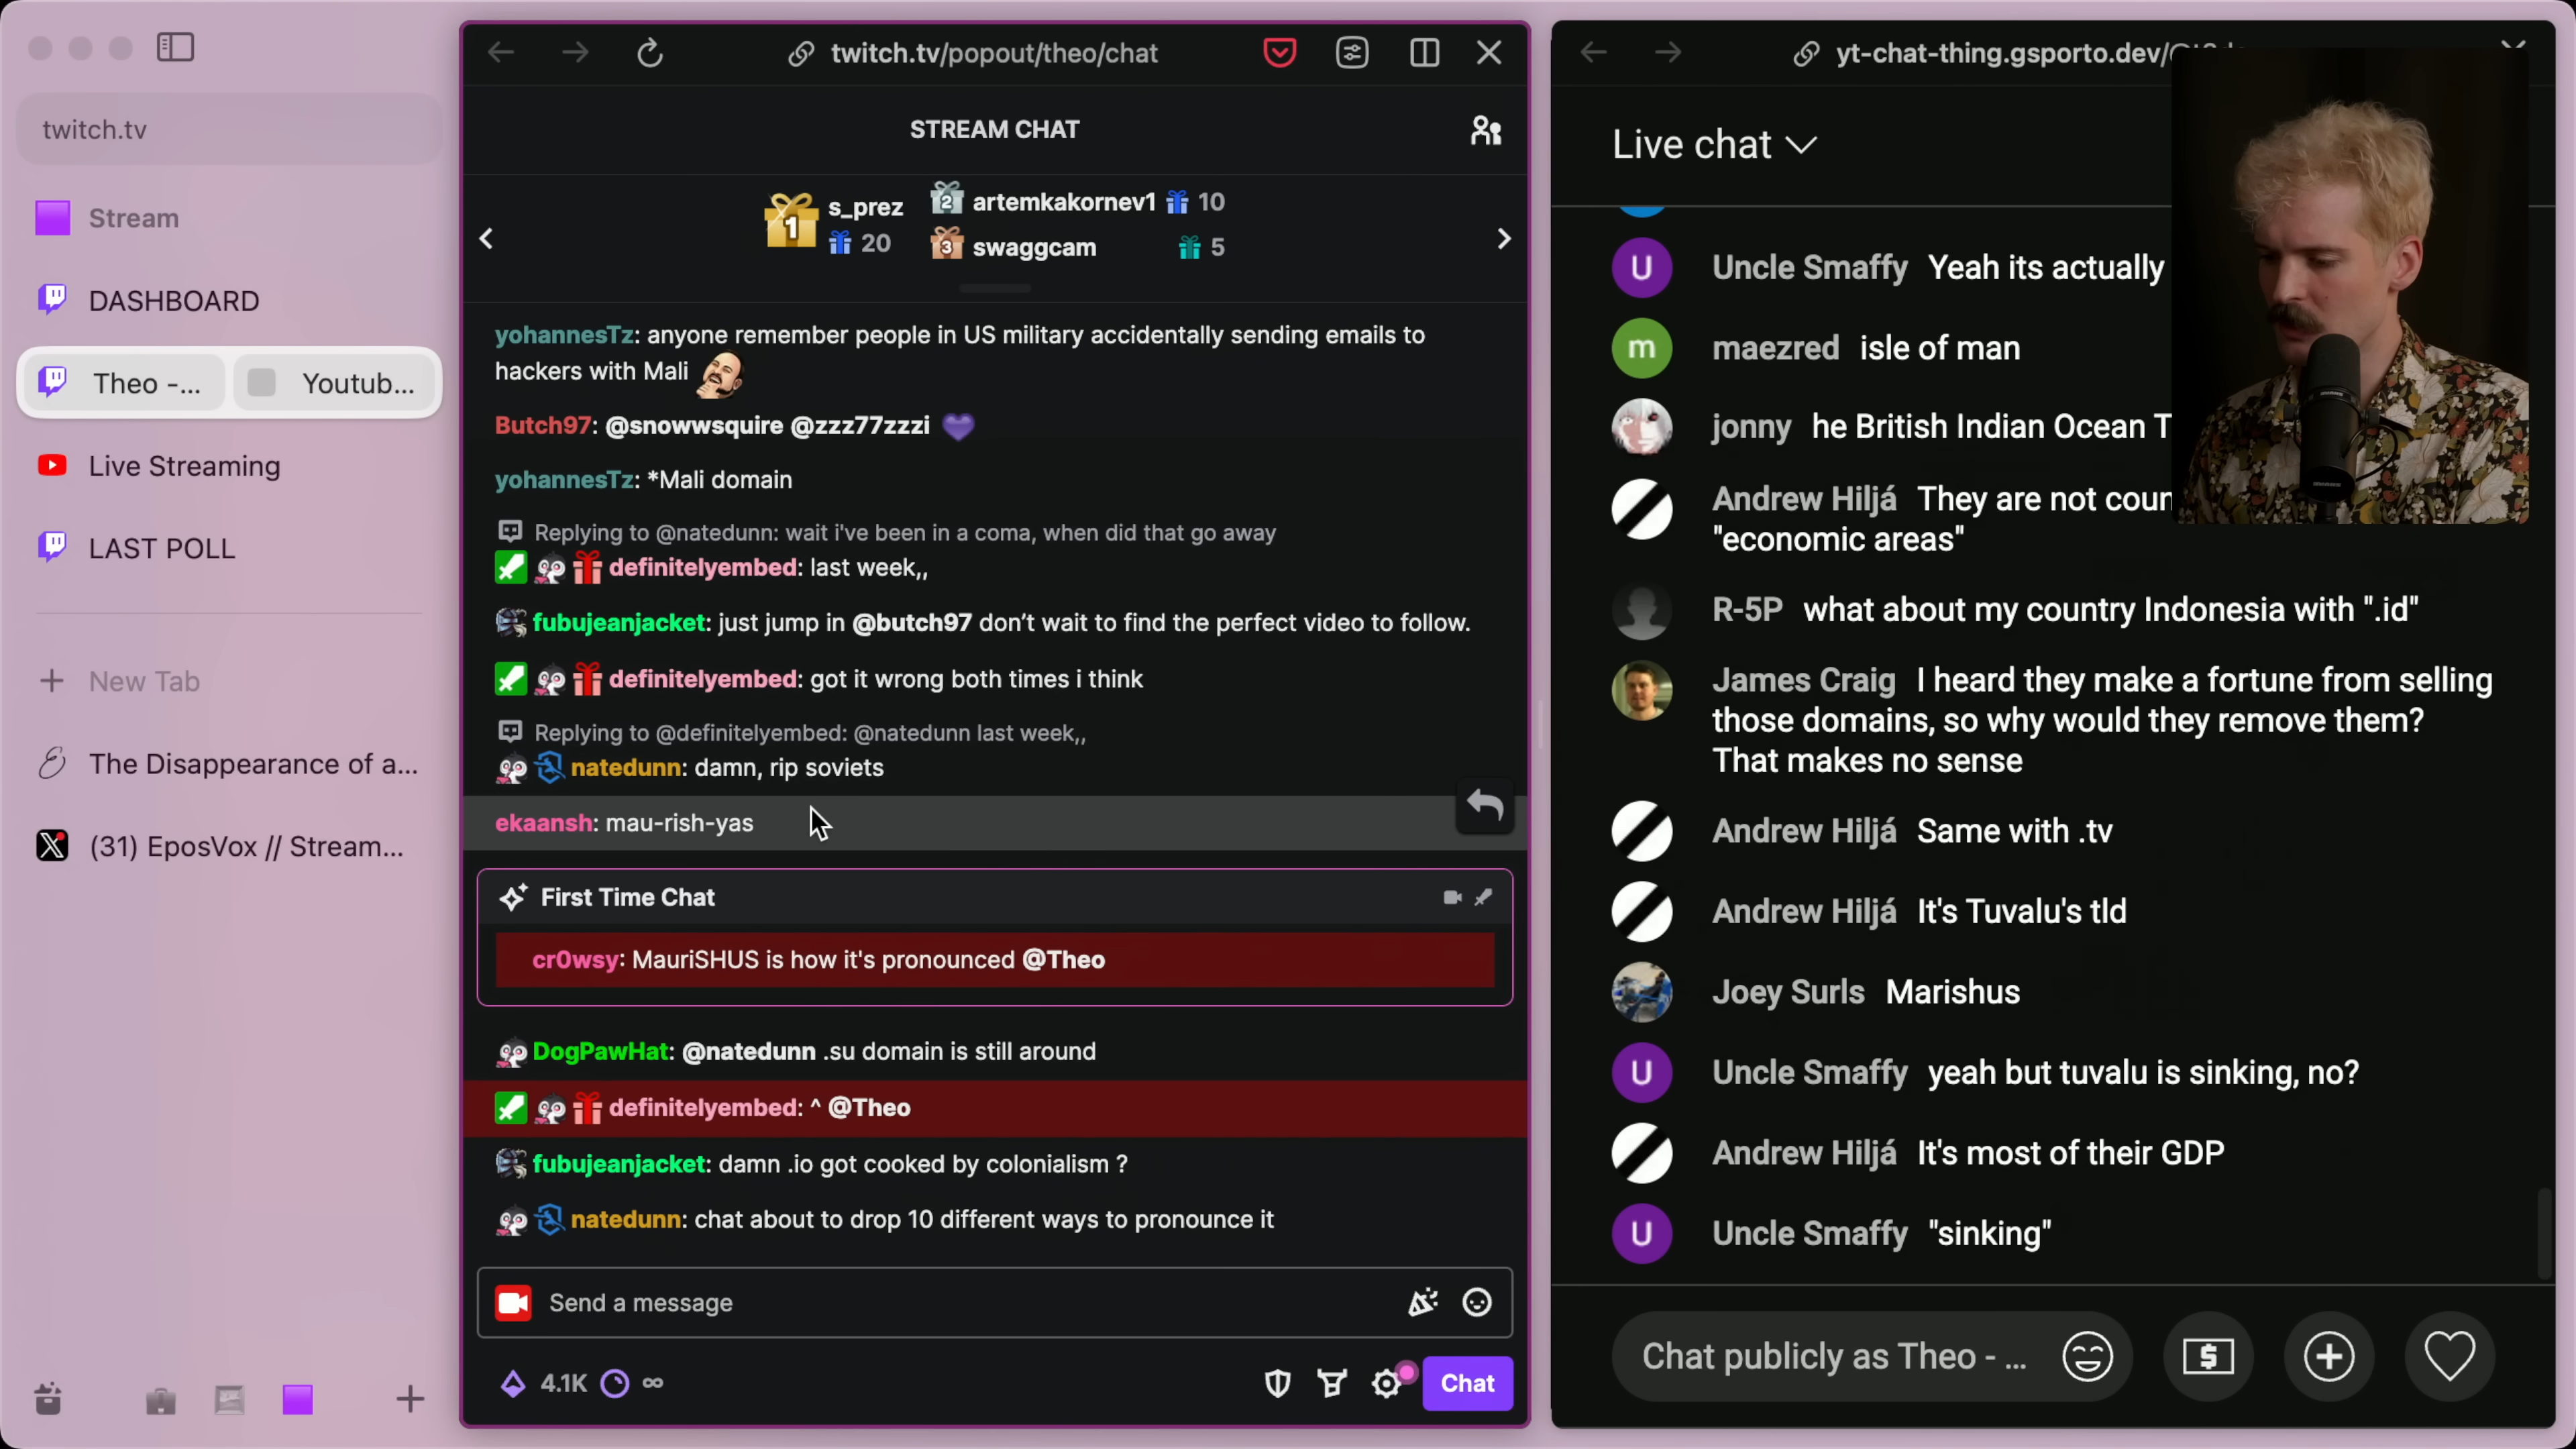 twitch.tv
Stream
DASHBOARD
Theo -...
Youtub...
Live Streaming
LAST POLL
New Tab
The Disappearance of a...
(31) EposVox // Stream...
twitch.tv/popout/theo/chat
STREAM CHAT
1 s_prez
20
2 artemkakornev1 10
3 swaggcam 5
yohannesTz: anyone remember people in US military accidentally sending emails to
hackers with Mali
Butch97: @snowwsquire @zzz77zzzi
yohannesTz: *Mali domain
Replying to @natedunn: wait i've been in a coma, when did that go away
definitelyembed: last week,,
fubujeanjacket: just jump in @butch97 don’t wait to find the perfect video to follow.
definitelyembed: got it wrong both times i think
Replying to @definitelyembed: @natedunn last week,,
natedunn: damn, rip soviets
ekaansh: mau-rish-yas
First Time Chat
cr0wsy: MauriSHUS is how it's pronounced @Theo
DogPawHat: @natedunn .su domain is still around
definitelyembed: ^ @Theo
fubujeanjacket: damn .io got cooked by colonialism ?
natedunn: chat about to drop 10 different ways to pronounce it
Send a message
4.1K ∞
Chat
yt-chat-thing.gsporto.dev/
Live chat
U Uncle Smaffy Yeah its actually
m maezred isle of man
jonny he British Indian Ocean T
Andrew Hiljá They are not coun
"economic areas"
R-5P what about my country Indonesia with ".id"
James Craig I heard they make a fortune from selling
those domains, so why would they remove them?
That makes no sense
Andrew Hiljá Same with .tv
Andrew Hiljá It's Tuvalu's tld
Joey Surls Marishus
U Uncle Smaffy yeah but tuvalu is sinking, no?
Andrew Hiljá It's most of their GDP
U Uncle Smaffy "sinking"
Chat publicly as Theo - ...